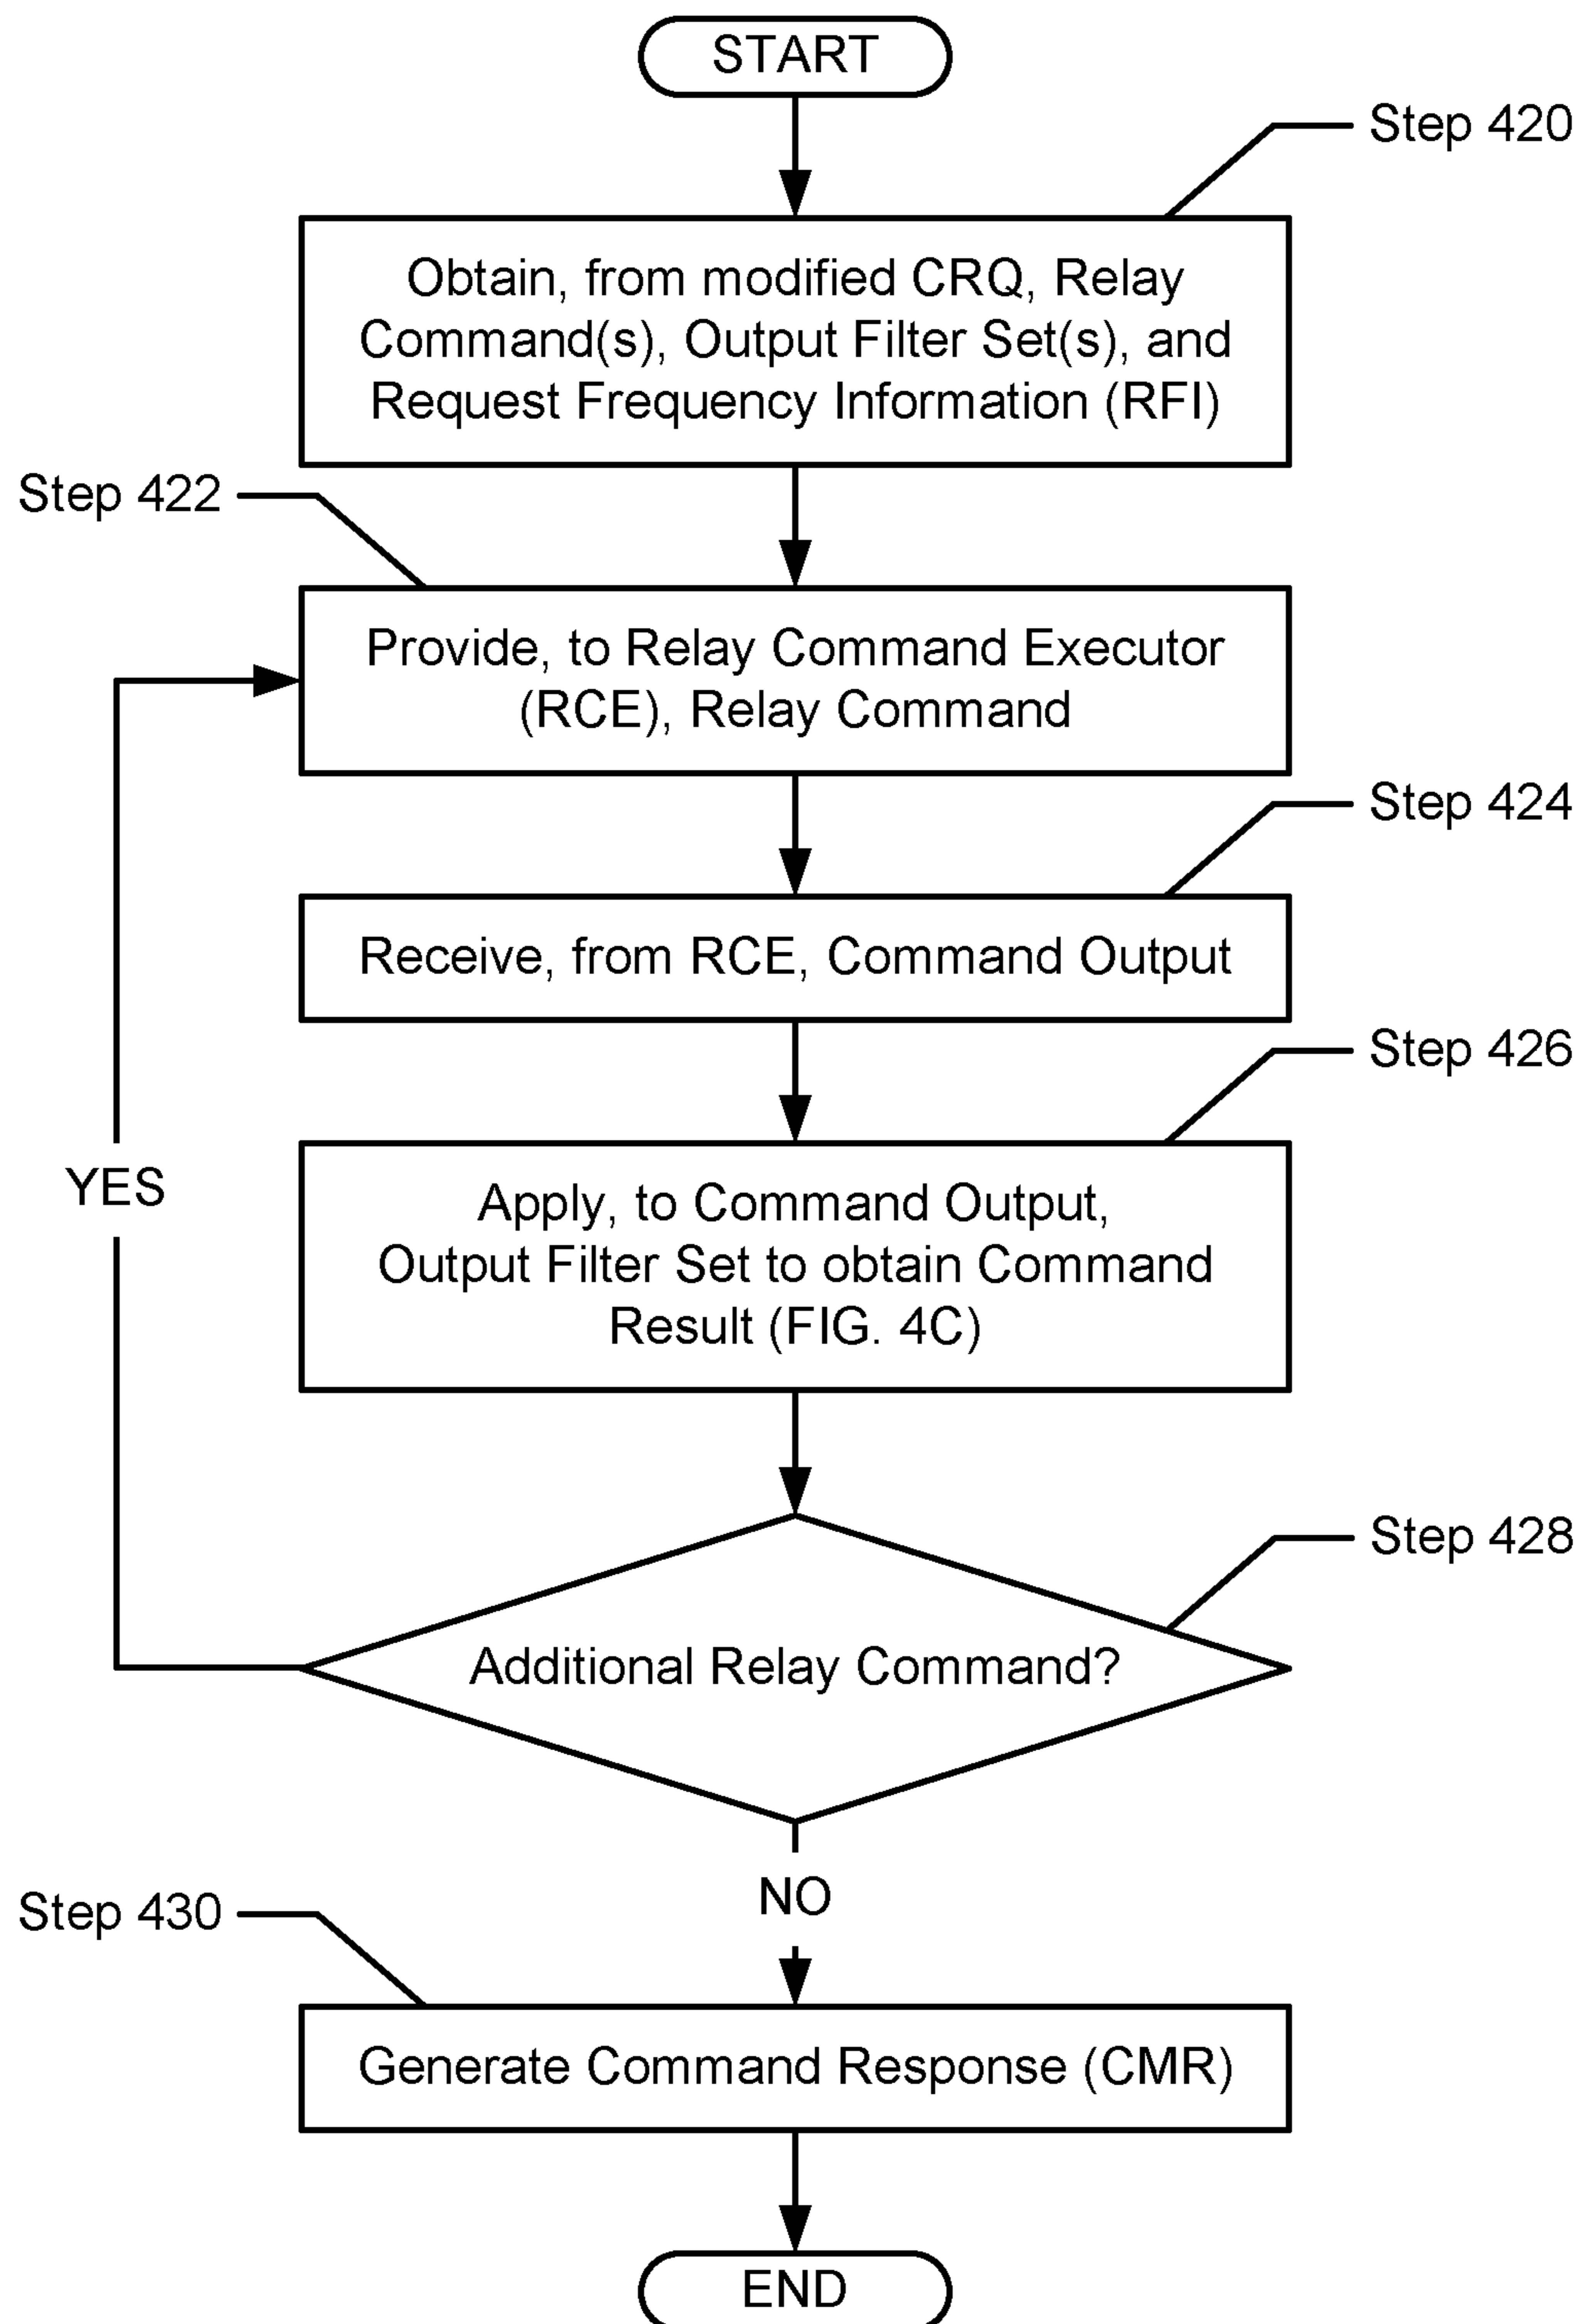 START
Step 420
Obtain, from modified CRQ, Relay
Command(s), Output Filter Set(s), and
Request Frequency Information (RFI)
Step 422
Provide, to Relay Command Executor
(RCE), Relay Command
Step 424
Receive, from RCE, Command Output
Step 426
Apply, to Command Output,
Output Filter Set to obtain Command
Result (FIG. 4C)
YES
Step 428
Additional Relay Command?
NO
Step 430
Generate Command Response (CMR)
END